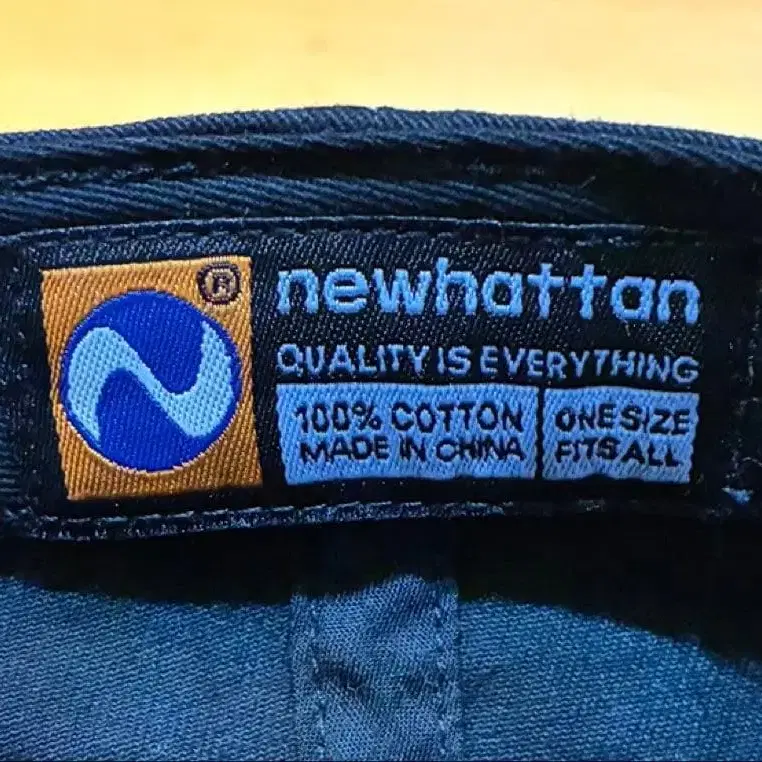 ®
newhattan
QUALITY IS EVERYTHING
100% COTTON
MADE IN CHINA
ONE SIZE
FITS ALL